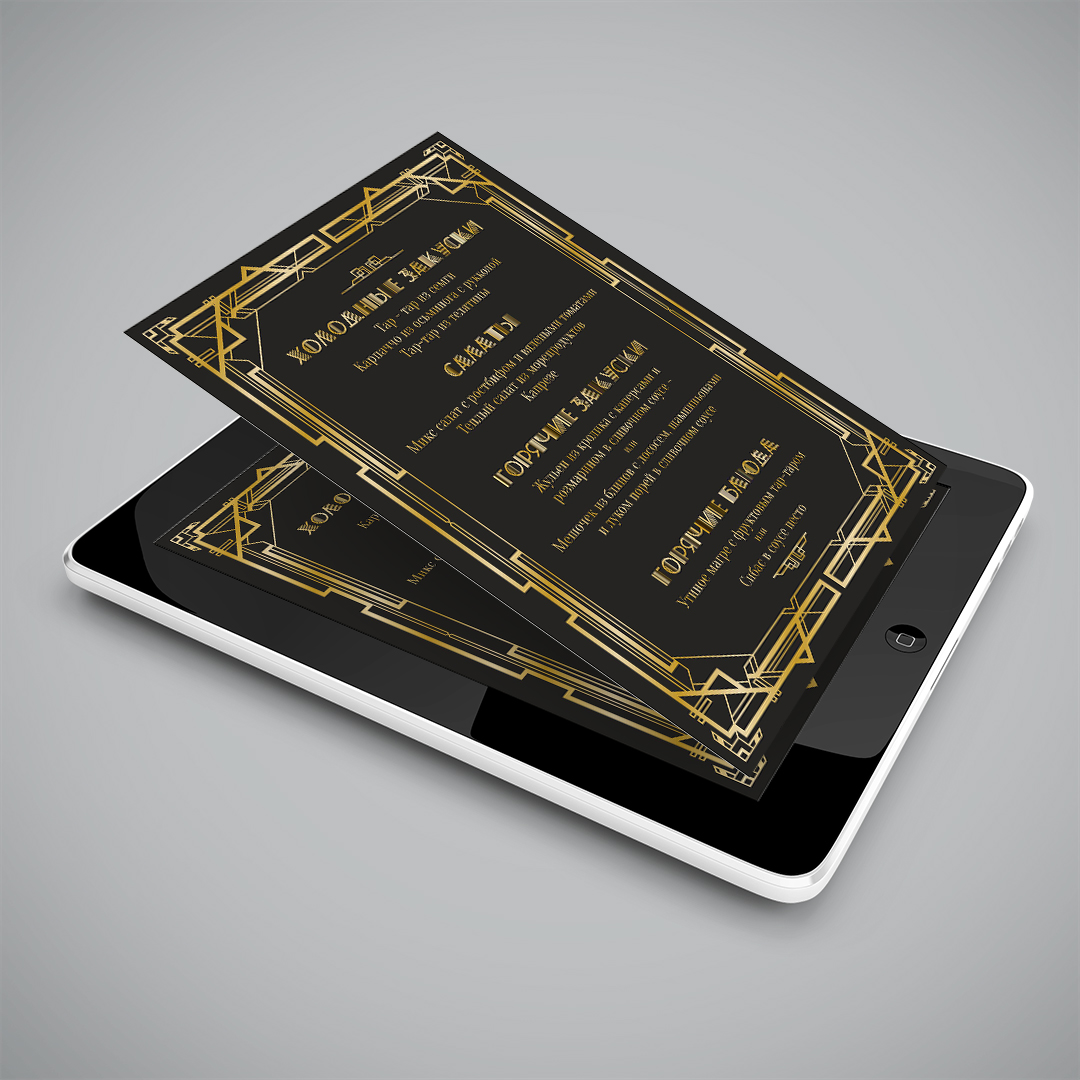 ХОЛОДНЫЕ ЗАКУСКИ
Тар - тар из семги
Карпаччо из осьминога с рукколой
Тар-тар из телятины
САЛАТЫ
Микс салат с ростбифом и вялеными томатами
Теплый салат из морепродуктов
Капрезе
ГОРЯЧИЕ ЗАКУСКИ
Жульен из кролика с каперсами и
розмарином в сливочном соусе -
или
Мешочек из блинов с лососем, шампиньонами
и луком порей в сливочном соусе
ГОРЯЧИЕ БЛЮДА
Утиное магре с фруктовым тар-таром
или
Сибас в соусе песто
ХОЛО
Кар
Микс